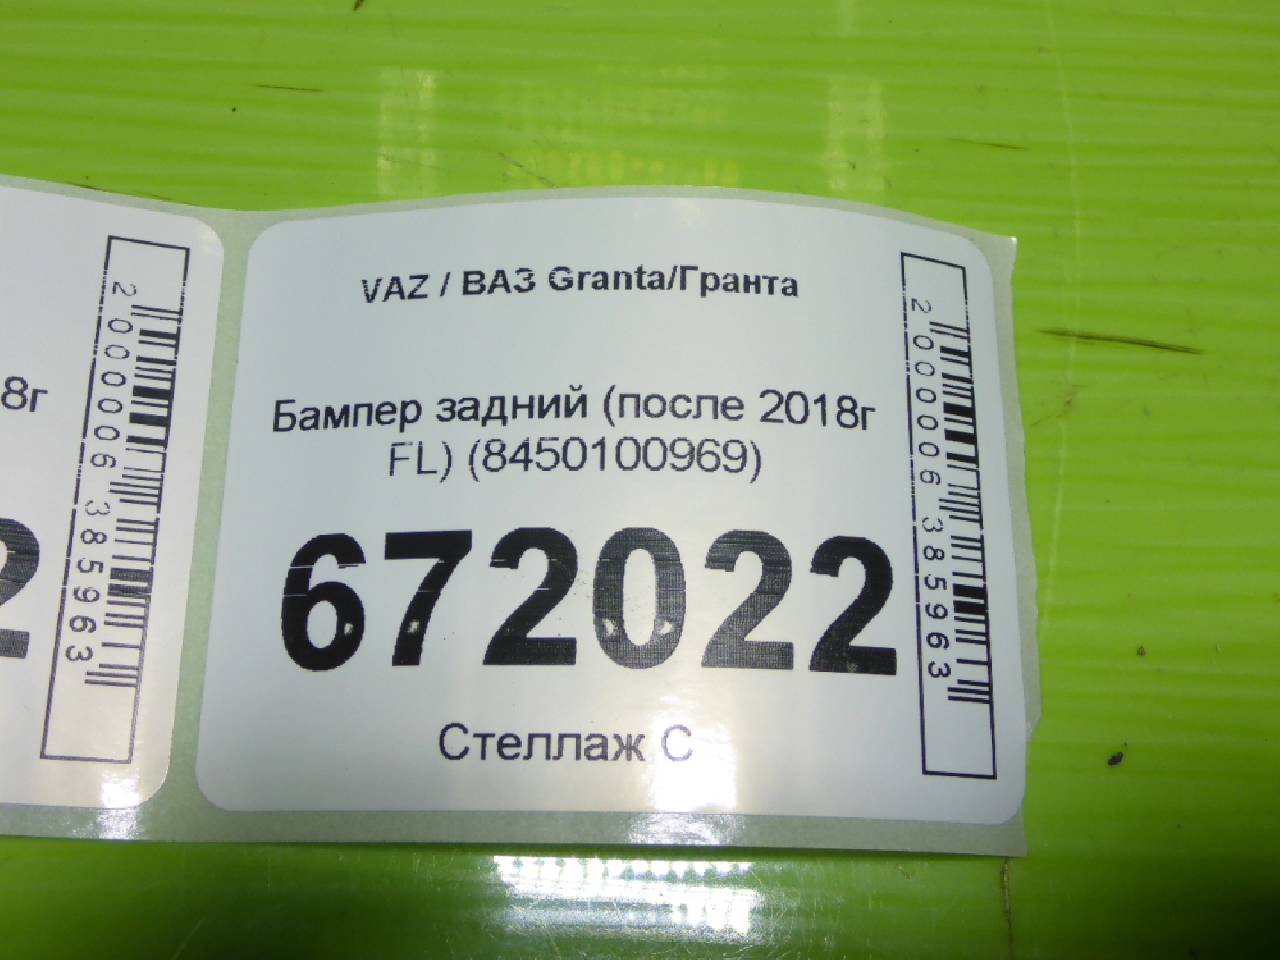 VAZ / ВАЗ Granta/Гранта
Бампер задний (после 2018г
FL) (8450100969)
672022
Стеллаж С
2000006385963
8г
2
2000006385963